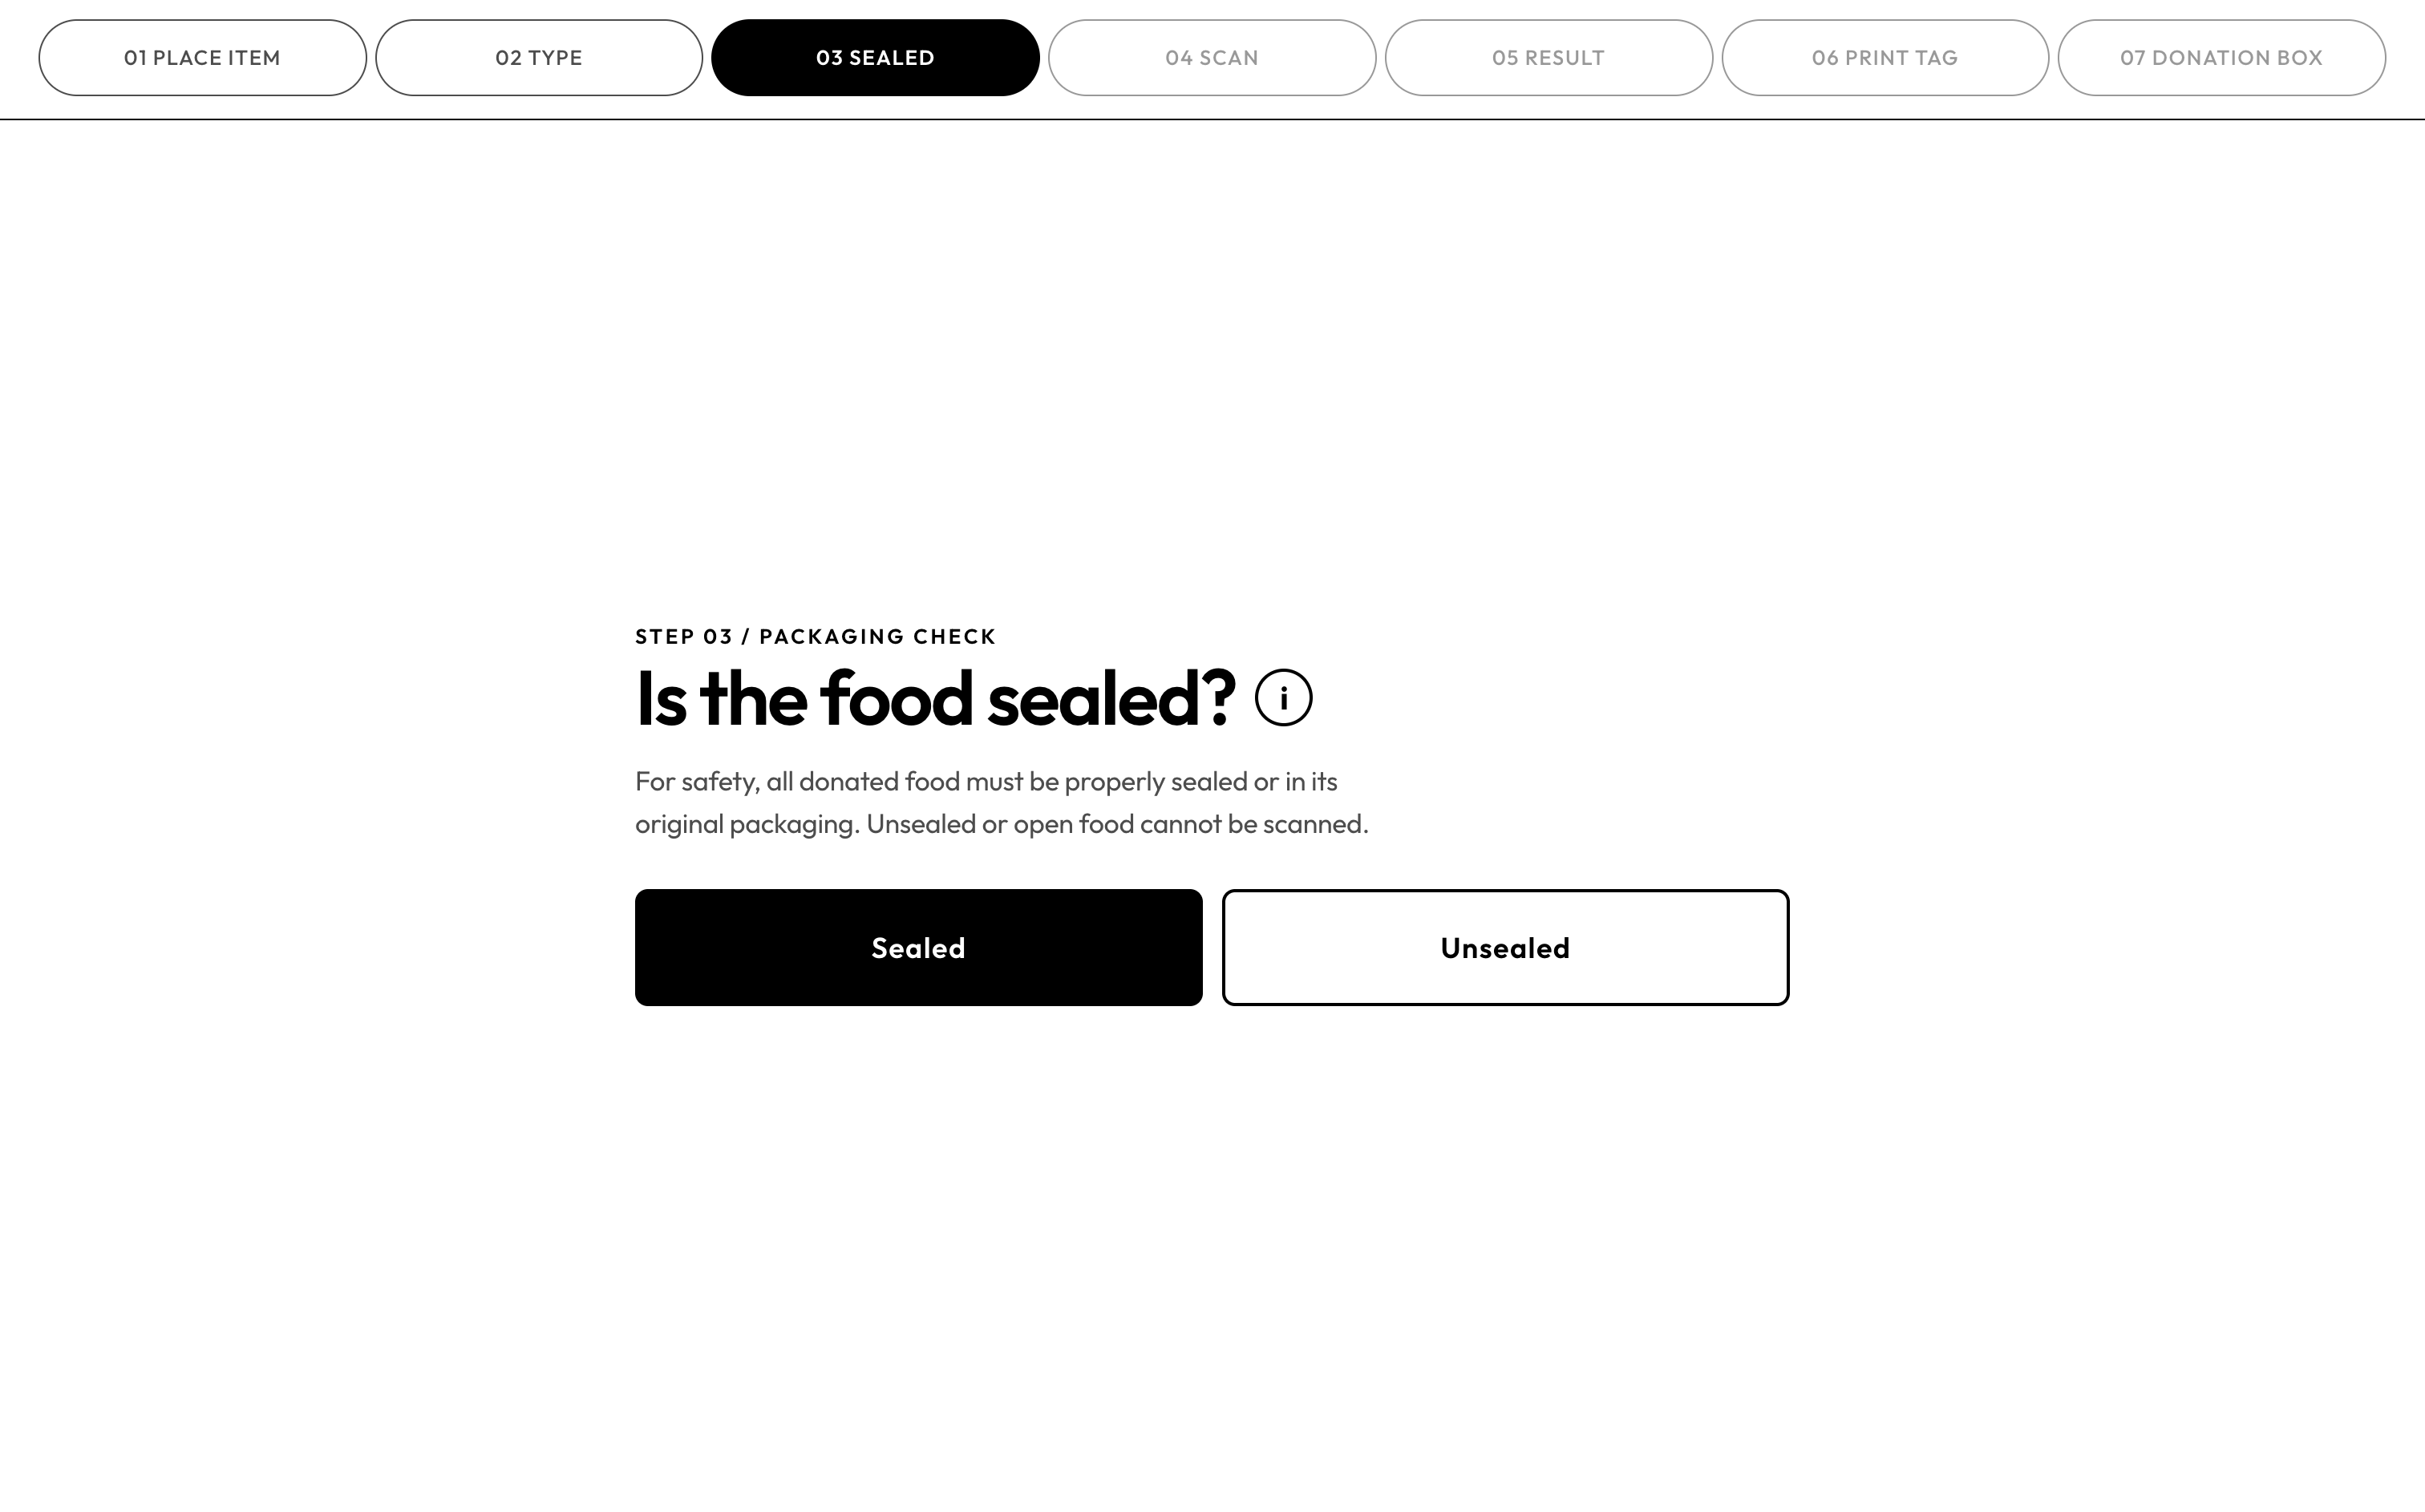 01 PLACE ITEM
02 TYPE
03 SEALED
04 SCAN
05 RESULT
06 PRINT TAG
07 DONATION BOX
STEP 03 / PACKAGING CHECK
Is the food sealed? i
For safety, all donated food must be properly sealed or in its
original packaging. Unsealed or open food cannot be scanned.
Sealed
Unsealed